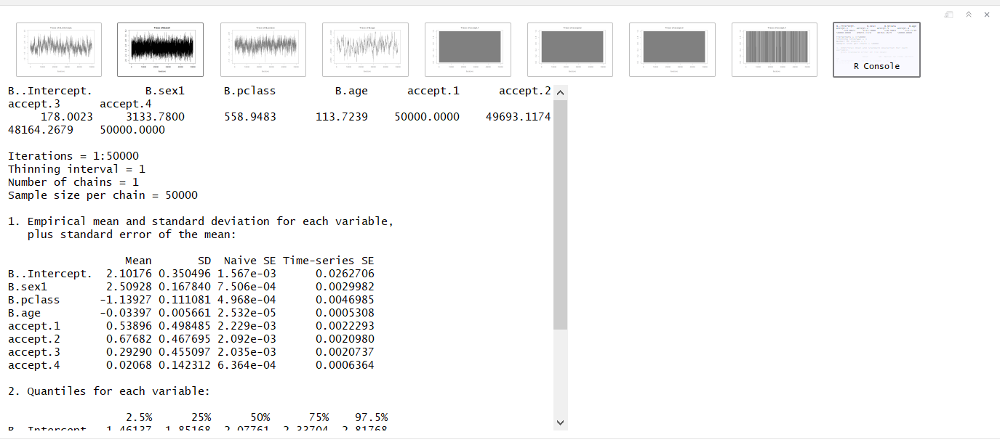 Trace of B.sex1
R Console
B..Intercept.        B.sex1      B.pclass         B.age      accept.1      accept.2
accept.3      accept.4
     178.0023     3133.7800      558.9483      113.7239    50000.0000    49693.1174
48164.2679    50000.0000
Iterations = 1:50000
Thinning interval = 1
Number of chains = 1
Sample size per chain = 50000
1. Empirical mean and standard deviation for each variable,
   plus standard error of the mean:
                  Mean       SD  Naive SE Time-series SE
B..Intercept.  2.10176 0.350496 1.567e-03      0.0262706
B.sex1         2.50928 0.167840 7.506e-04      0.0029982
B.pclass      -1.13927 0.111081 4.968e-04      0.0046985
B.age         -0.03397 0.005661 2.532e-05      0.0005308
accept.1       0.53896 0.498485 2.229e-03      0.0022293
accept.2       0.67682 0.467695 2.092e-03      0.0020980
accept.3       0.29290 0.455097 2.035e-03      0.0020737
accept.4       0.02068 0.142312 6.364e-04      0.0006364
2. Quantiles for each variable:
                  2.5%      25%      50%      75%    97.5%
B..Intercept.  1.46137  1.85168  2.07761  2.33704  2.81768